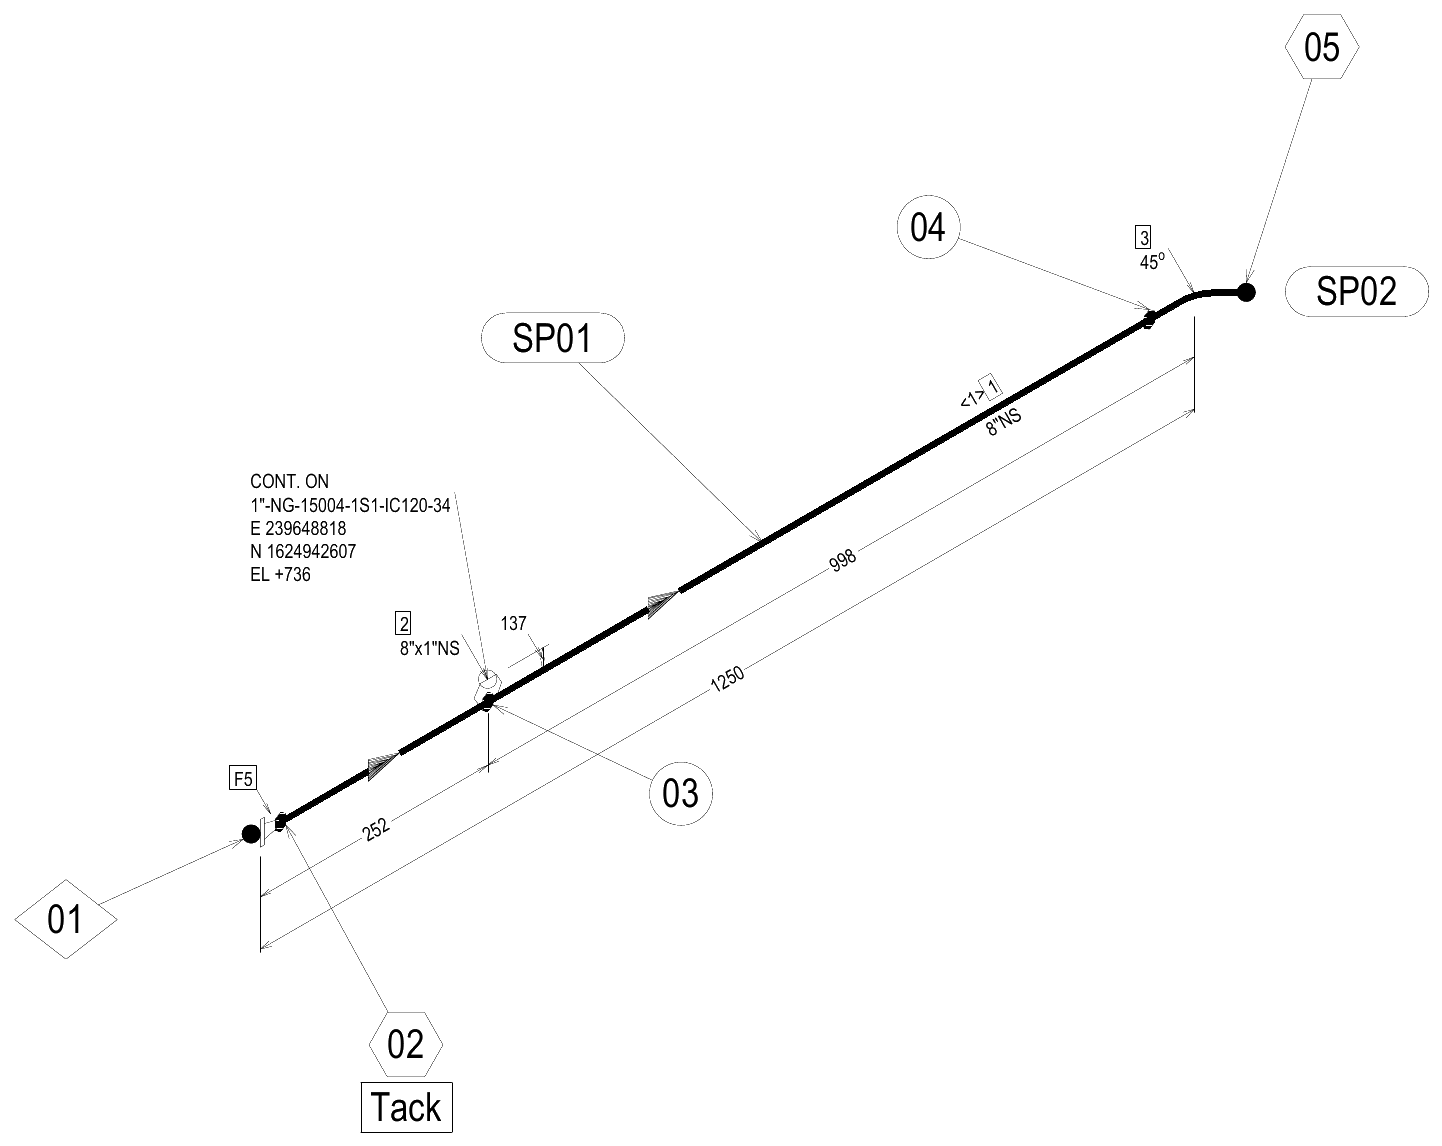 05
04
3
45°
SP02
SP01
<1> 1
8"NS
CONT. ON
1"-NG-15004-1S1-IC120-34
E 239648818
N 1624942607
EL +736
998
2
8"x1"NS
137
1250
F5
03
252
01
02
Tack